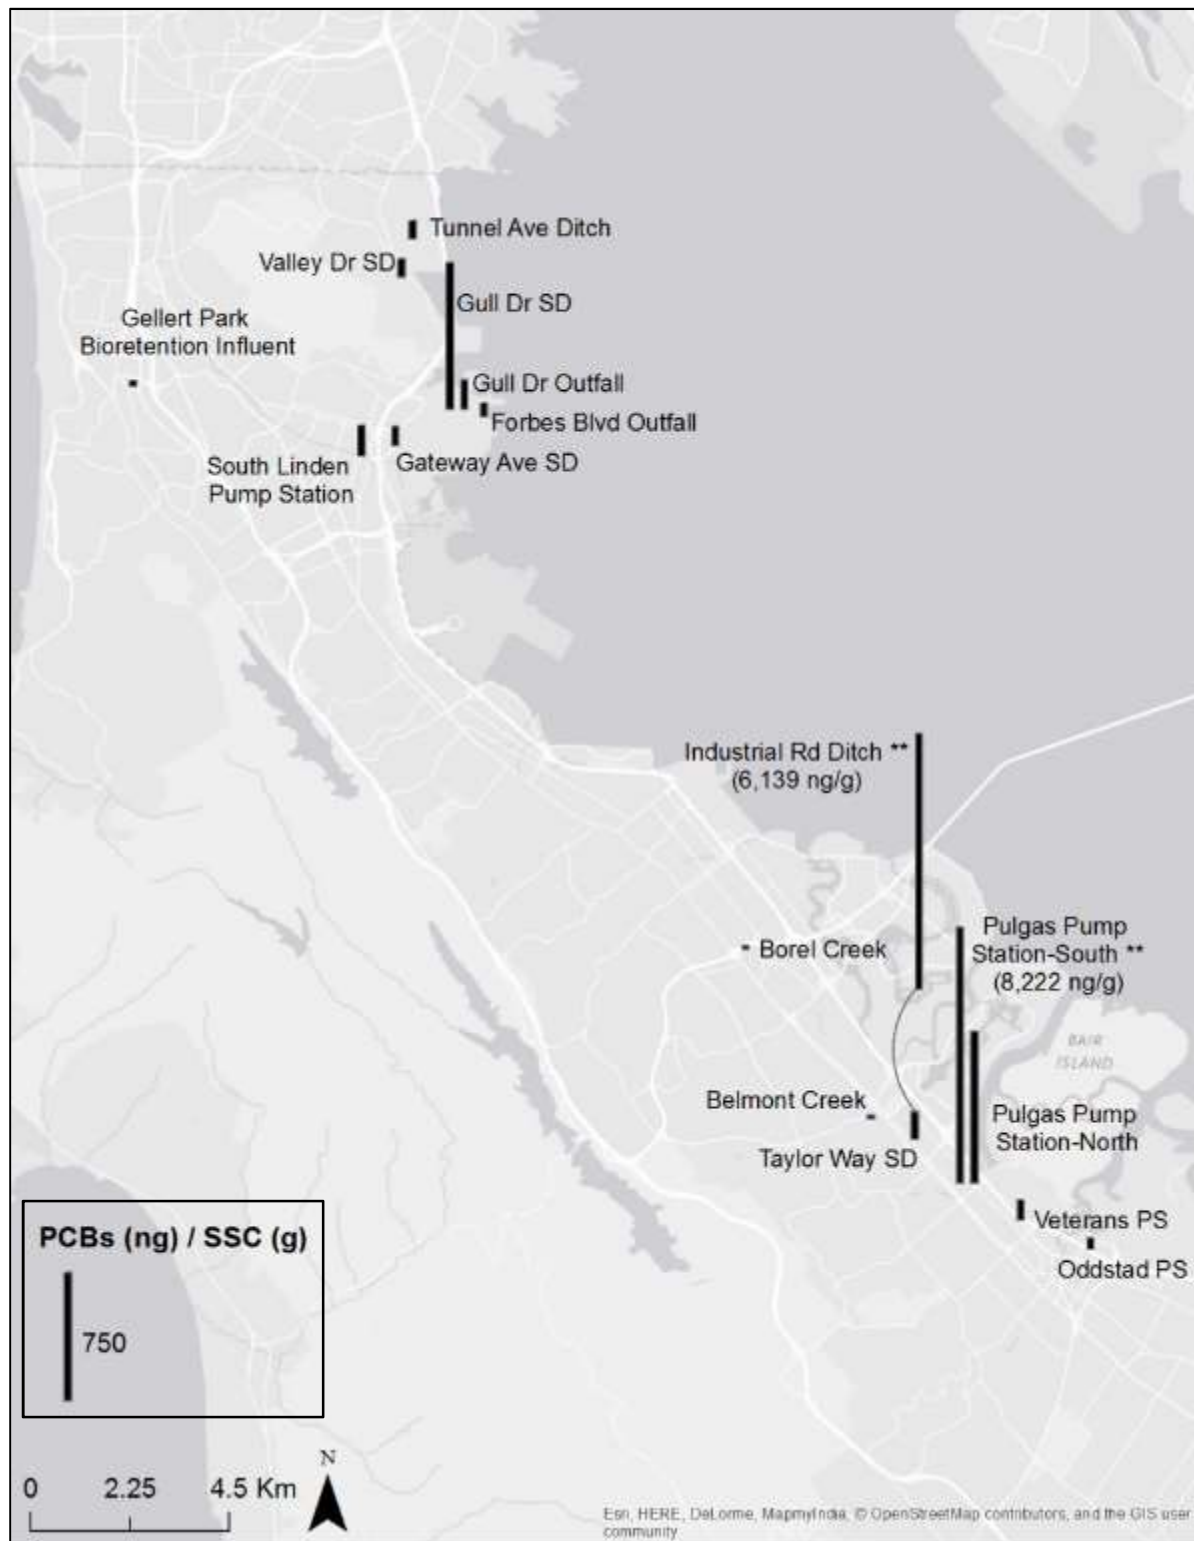 Tunnel Ave Ditch
Valley Dr SD
Gull Dr SD
Gellert Park
Bioretention Influent
Gull Dr Outfall
Forbes Blvd Outfall
South Linden
Pump Station
Gateway Ave SD
Industrial Rd Ditch **
(6,139 ng/g)
Pulgas Pump
Station-South **
(8,222 ng/g)
Borel Creek
BAIR
ISLAND
Belmont Creek
Pulgas Pump
Station-North
Taylor Way SD
Veterans PS
Oddstad PS
PCBs (ng) / SSC (g)
750
N
0 2.25 4.5 Km
Esri, HERE, DeLorme, MapmyIndia, © OpenStreetMap contributors, and the GIS user
community